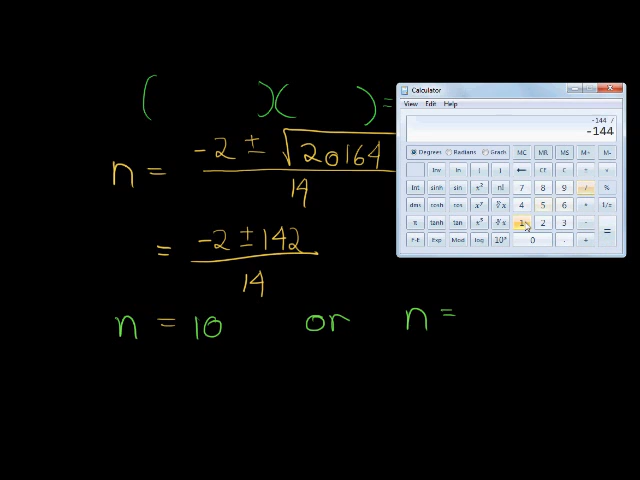 ( )( ) =
Calculator
View Edit Help
-144 /
-144
Degrees Radians Grads MC MR MS M+ M-
Inv ln ( ) ← CE C ±
Int sinh sin x² n! 7 8 9 / %
dms cosh cos 4 5 6 * 1/x
π tanh tan x³ 1 2 3 - =
F-E Exp Mod log 10ˣ 0 . +
n = -2 ± √20164 / 14
= -2 ± 142 / 14
n = 10 or n =